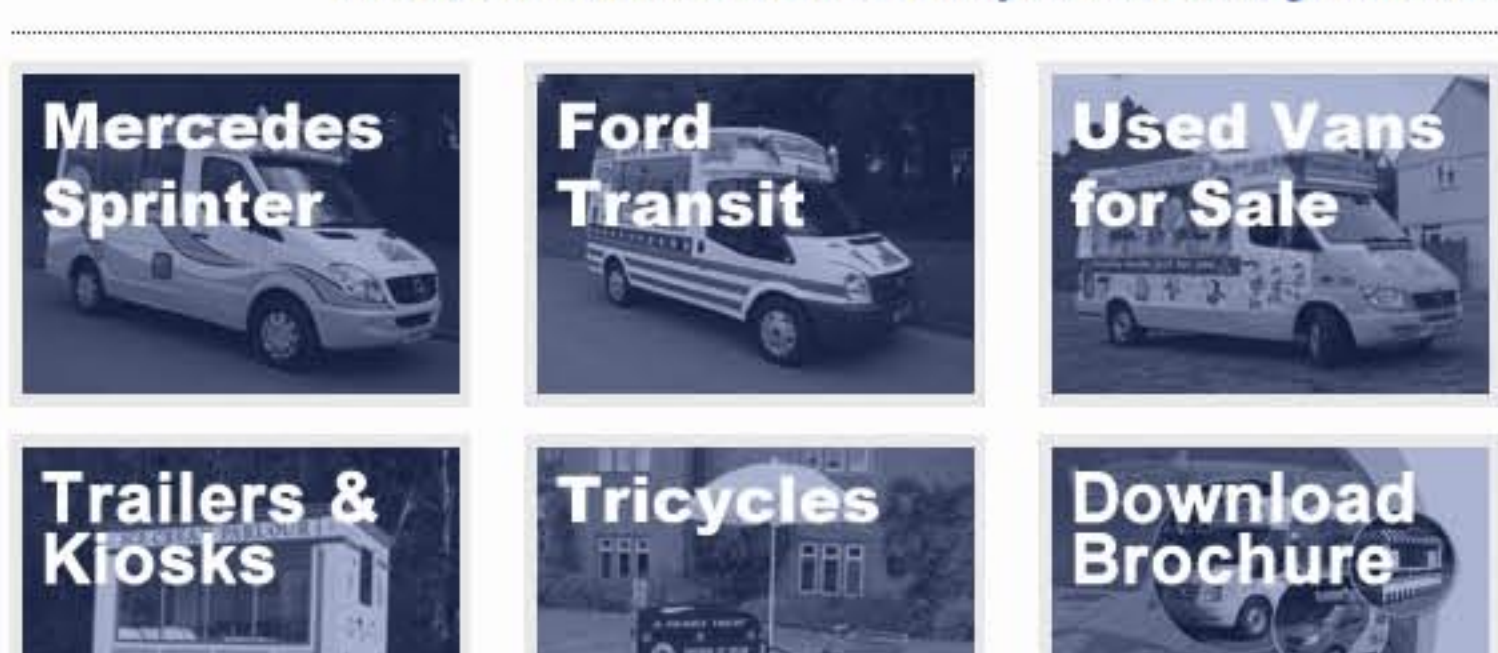 Mercedes
Sprinter
Ford
Transit
Used Vans
for Sale
Trailers &
Kiosks
Tricycles
Download
Brochure